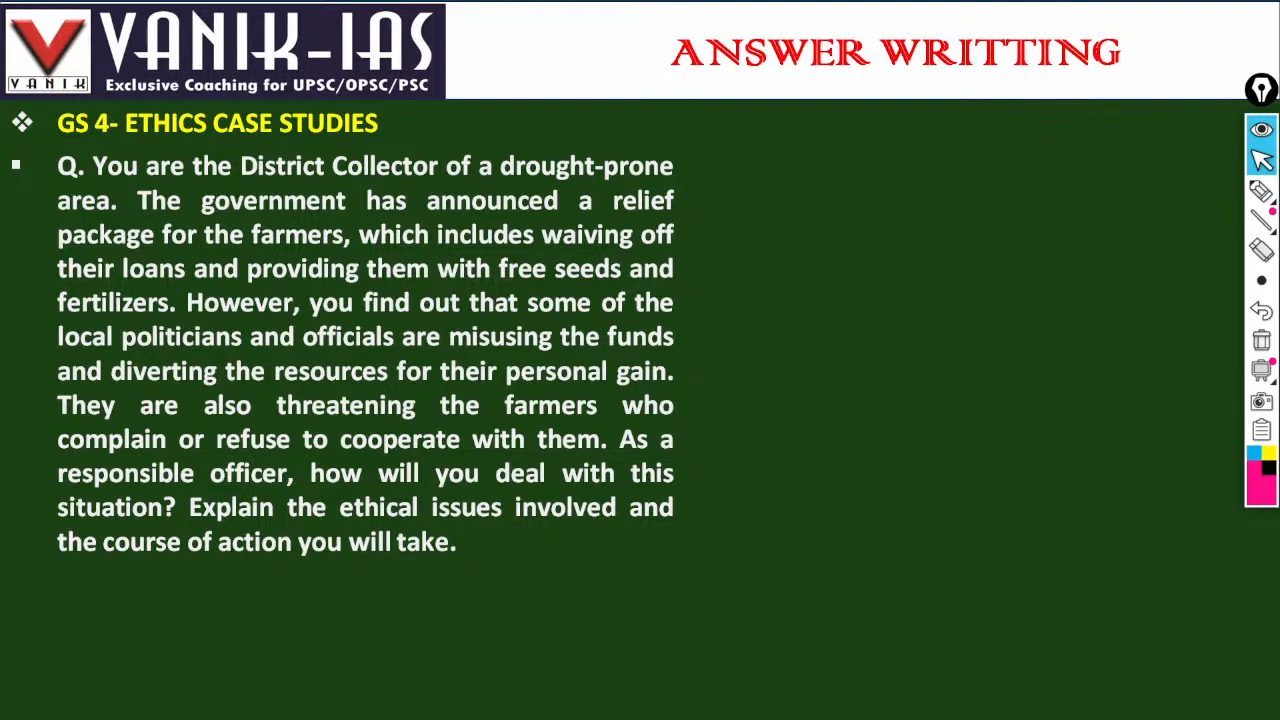 VANIK-IAS
VANIK
Exclusive Coaching for UPSC/OPSC/PSC
ANSWER WRITTING
GS 4- ETHICS CASE STUDIES
Q. You are the District Collector of a drought-prone
area. The government has announced a relief
package for the farmers, which includes waiving off
their loans and providing them with free seeds and
fertilizers. However, you find out that some of the
local politicians and officials are misusing the funds
and diverting the resources for their personal gain.
They are also threatening the farmers who
complain or refuse to cooperate with them. As a
responsible officer, how will you deal with this
situation? Explain the ethical issues involved and
the course of action you will take.